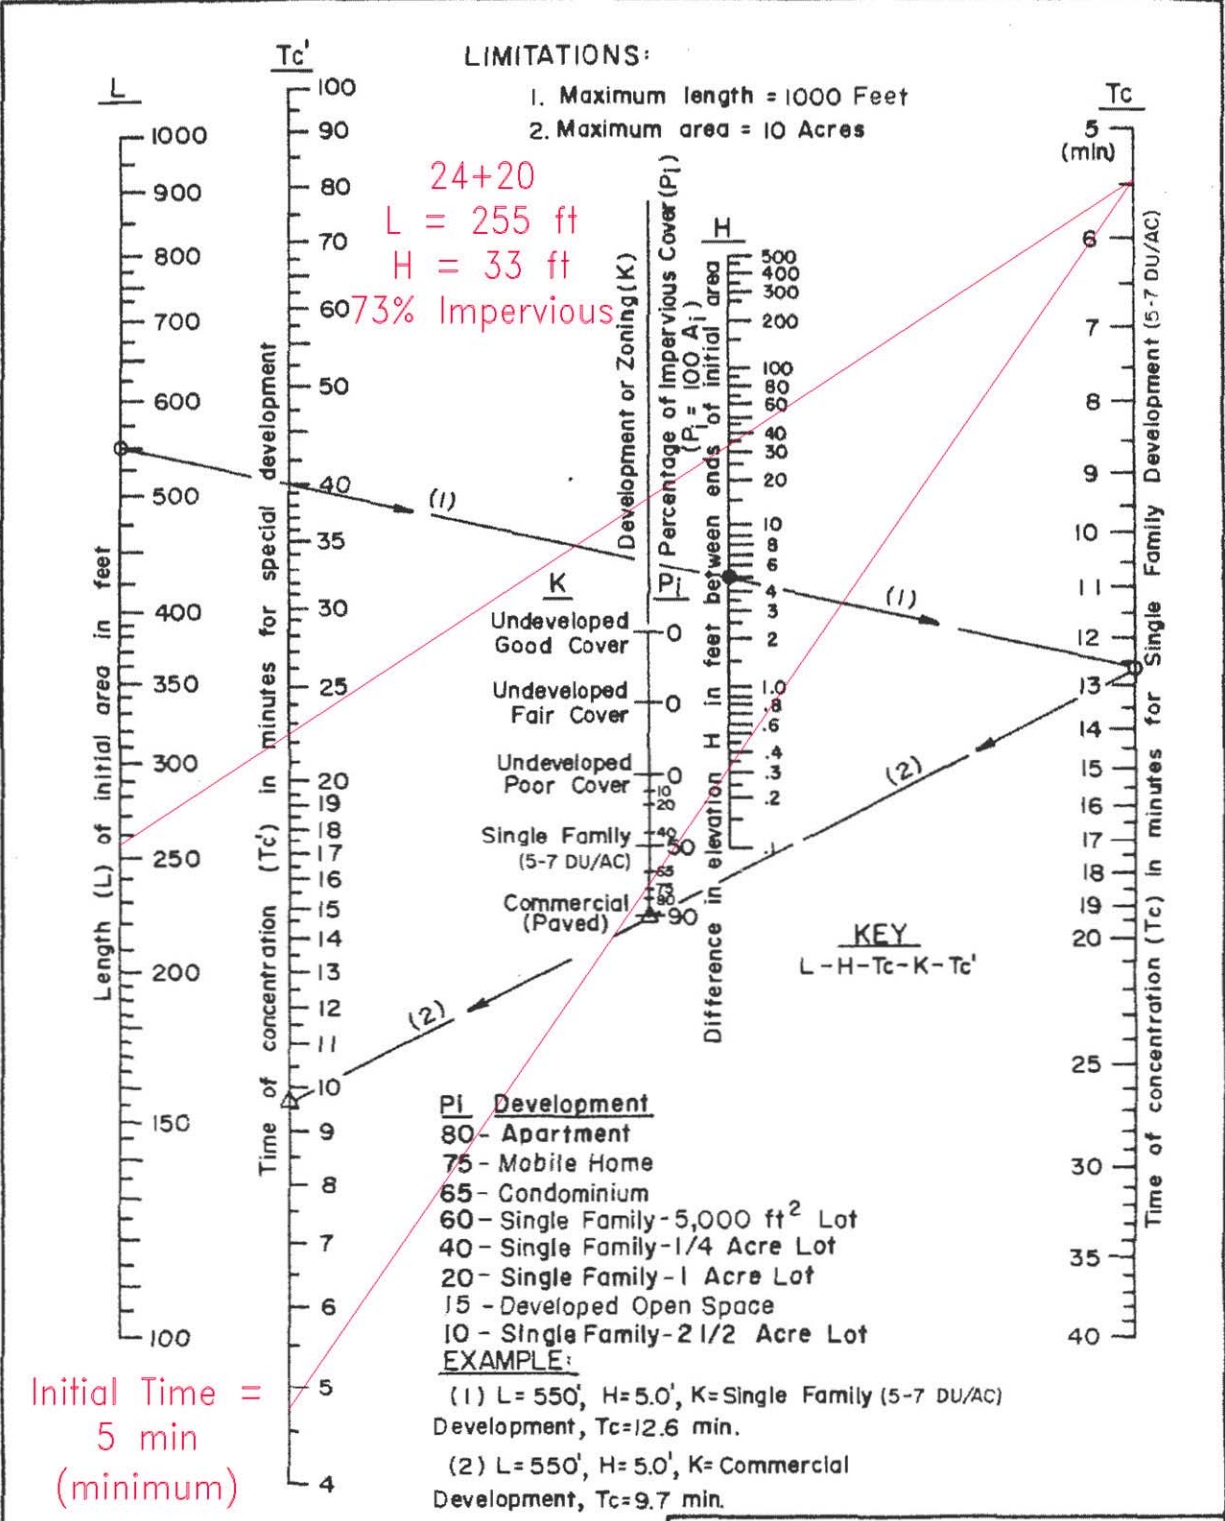 LIMITATIONS:
1. Maximum length = 1000 Feet
2. Maximum area = 10 Acres
24+20
L = 255 ft
H = 33 ft
73% Impervious
L
1000
900
800
700
600
500
400
350
300
250
200
150
100
Length (L) of initial area in feet
Tc'
100
90
80
70
60
50
40
35
30
25
20
19
18
17
16
15
14
13
12
11
10
9
8
7
6
5
4
Time of concentration (Tc') in minutes for special development
Development or Zoning (K)
Percentage of Impervious Cover (Pi)
(Pi = 100 Ai)
K
Pi
Undeveloped
Good Cover
0
Undeveloped
Fair Cover
0
Undeveloped
Poor Cover
0
10
20
40
Single Family
(5-7 DU/AC)
50
65
75
80
Commercial
(Paved)
90
H
500
400
300
200
100
80
60
40
30
20
10
8
6
4
3
2
1.0
.8
.6
.4
.3
.2
.1
Difference in elevation H in feet between ends of initial area
Tc
5
(min)
6
7
8
9
10
11
12
13
14
15
16
17
18
19
20
25
30
35
40
Time of concentration (Tc) in minutes for Single Family Development (5-7 DU/AC)
(1)
(1)
(2)
(2)
KEY
L-H-Tc-K-Tc'
Pi Development
80- Apartment
75- Mobile Home
65- Condominium
60- Single Family-5,000 ft² Lot
40- Single Family-1/4 Acre Lot
20- Single Family-1 Acre Lot
15 -Developed Open Space
10 - Single Family-2 1/2 Acre Lot
EXAMPLE:
(1) L=550', H=5.0', K=Single Family (5-7 DU/AC)
Development, Tc=12.6 min.
(2) L=550', H=5.0', K=Commercial
Development, Tc=9.7 min.
Initial Time =
5 min
(minimum)